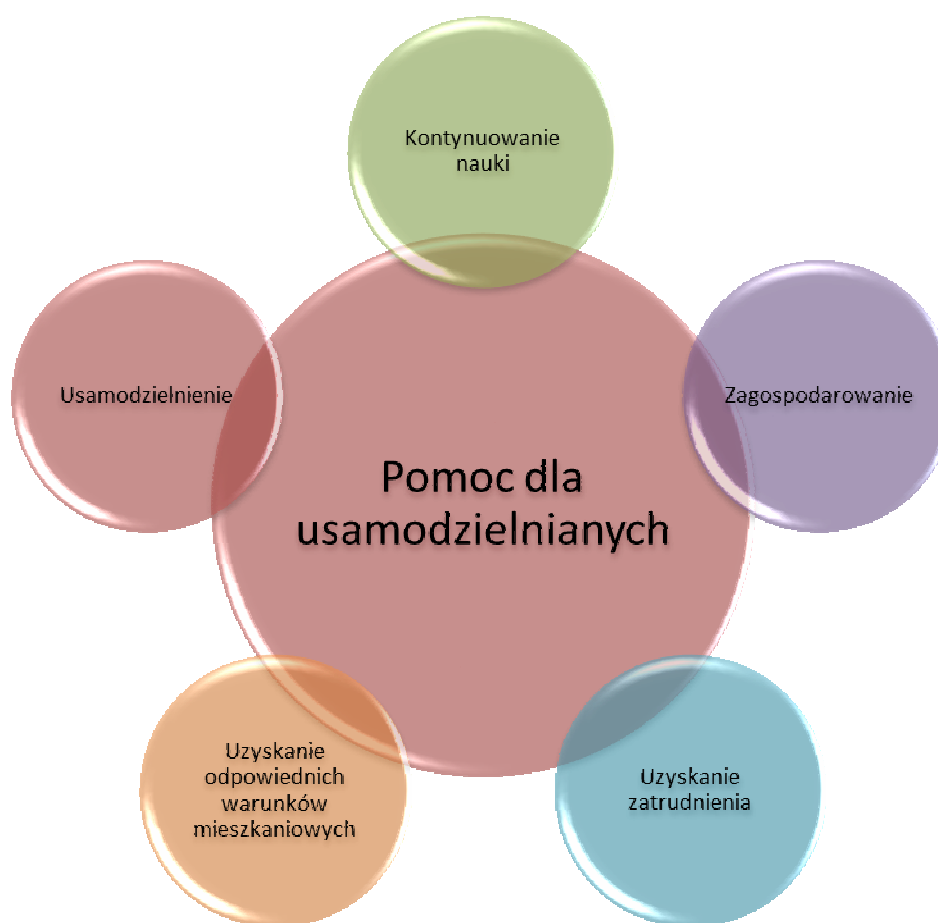 Kontynuowanie
nauki
Usamodzielnienie
Zagospodarowanie
Pomoc dla
usamodzielnianych
Uzyskanie
odpowiednich
warunków
mieszkaniowych
Uzyskanie
zatrudnienia